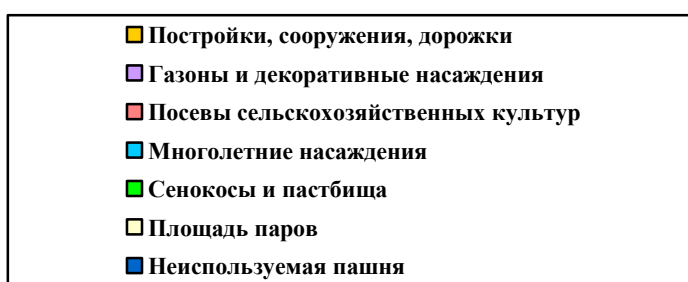 Постройки, сооружения, дорожки
Газоны и декоративные насаждения
Посевы сельскохозяйственных культур
Многолетние насаждения
Сенокосы и пастбища
Площадь паров
Неиспользуемая пашня